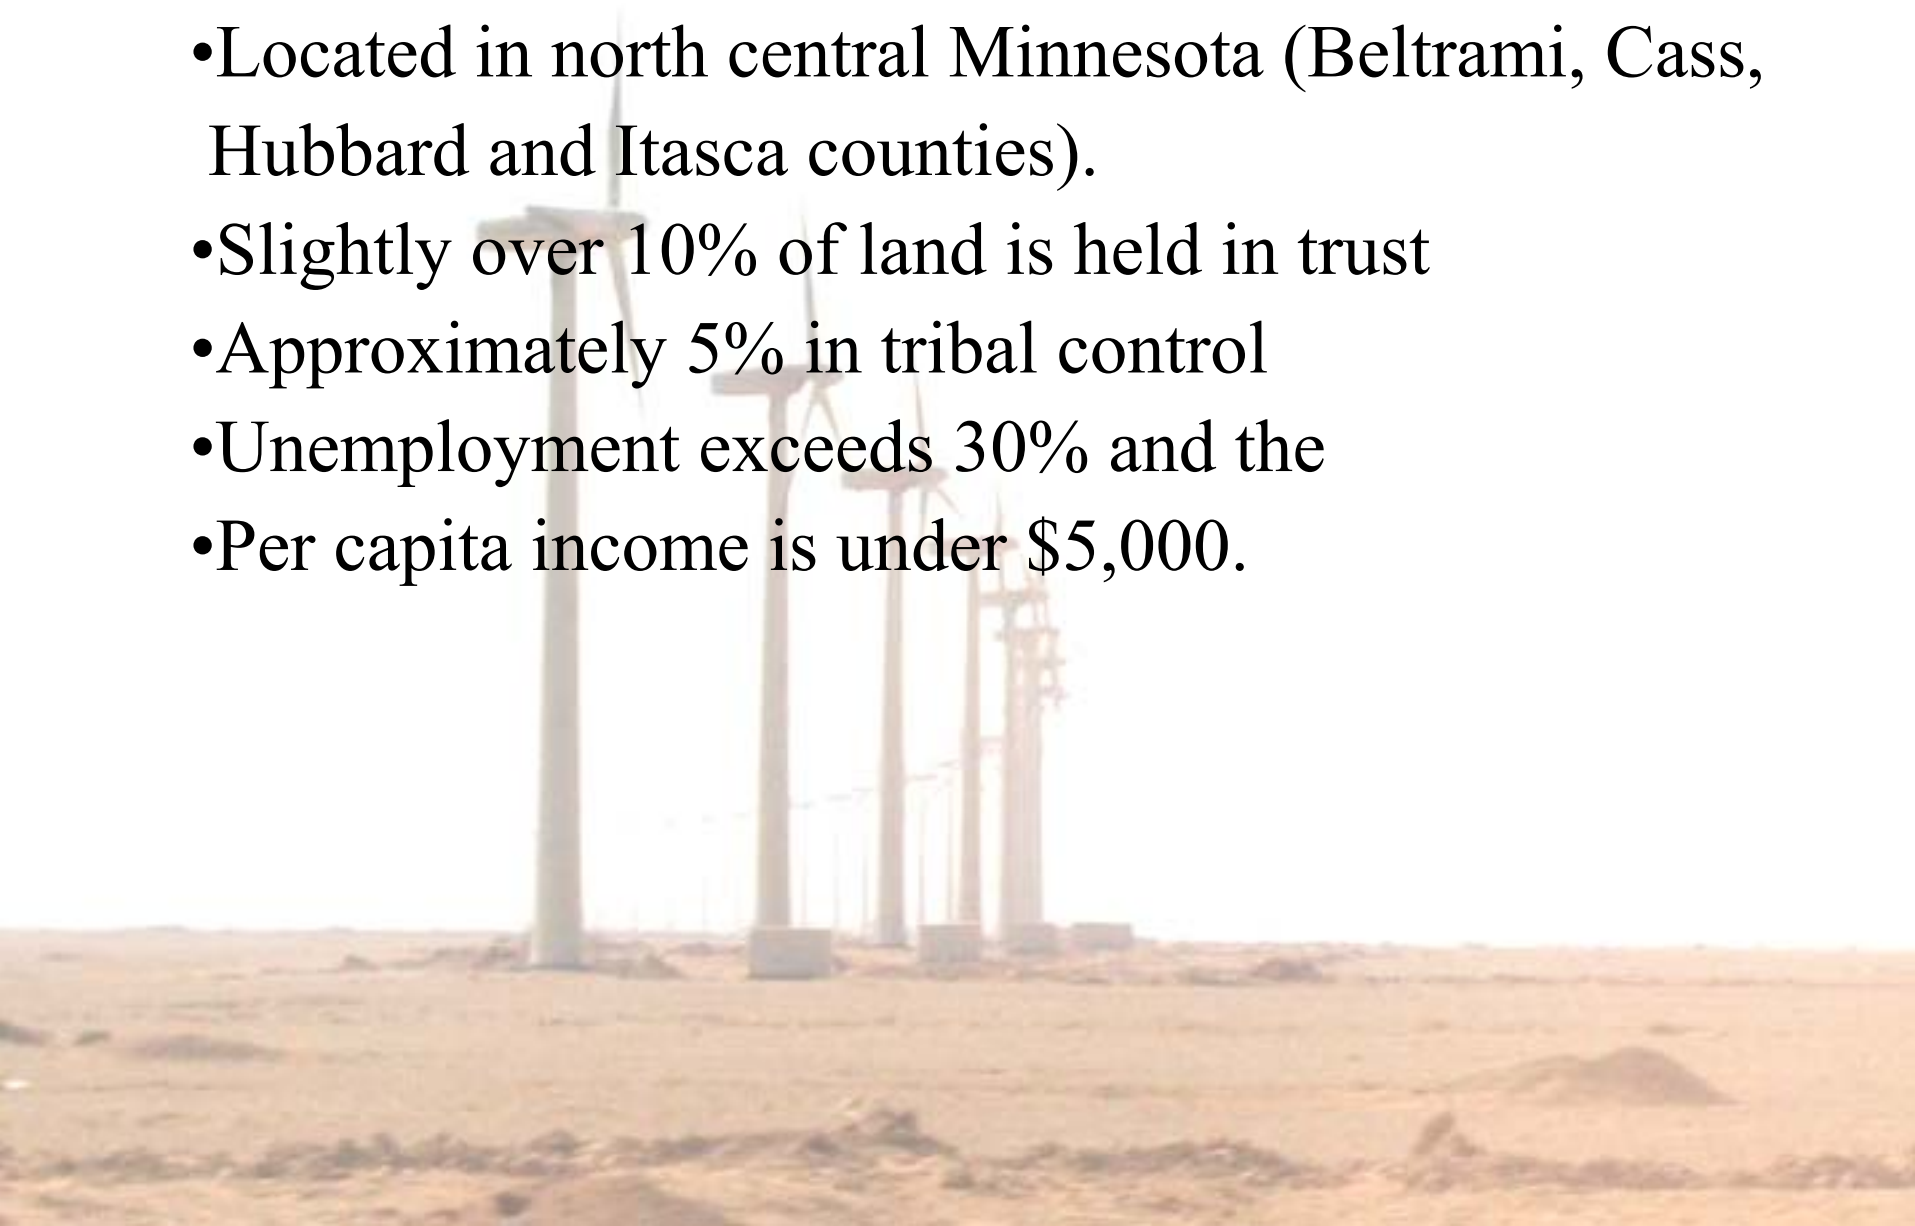 •Located in north central Minnesota (Beltrami, Cass,
Hubbard and Itasca counties).
•Slightly over 10% of land is held in trust
•Approximately 5% in tribal control
•Unemployment exceeds 30% and the
•Per capita income is under $5,000.